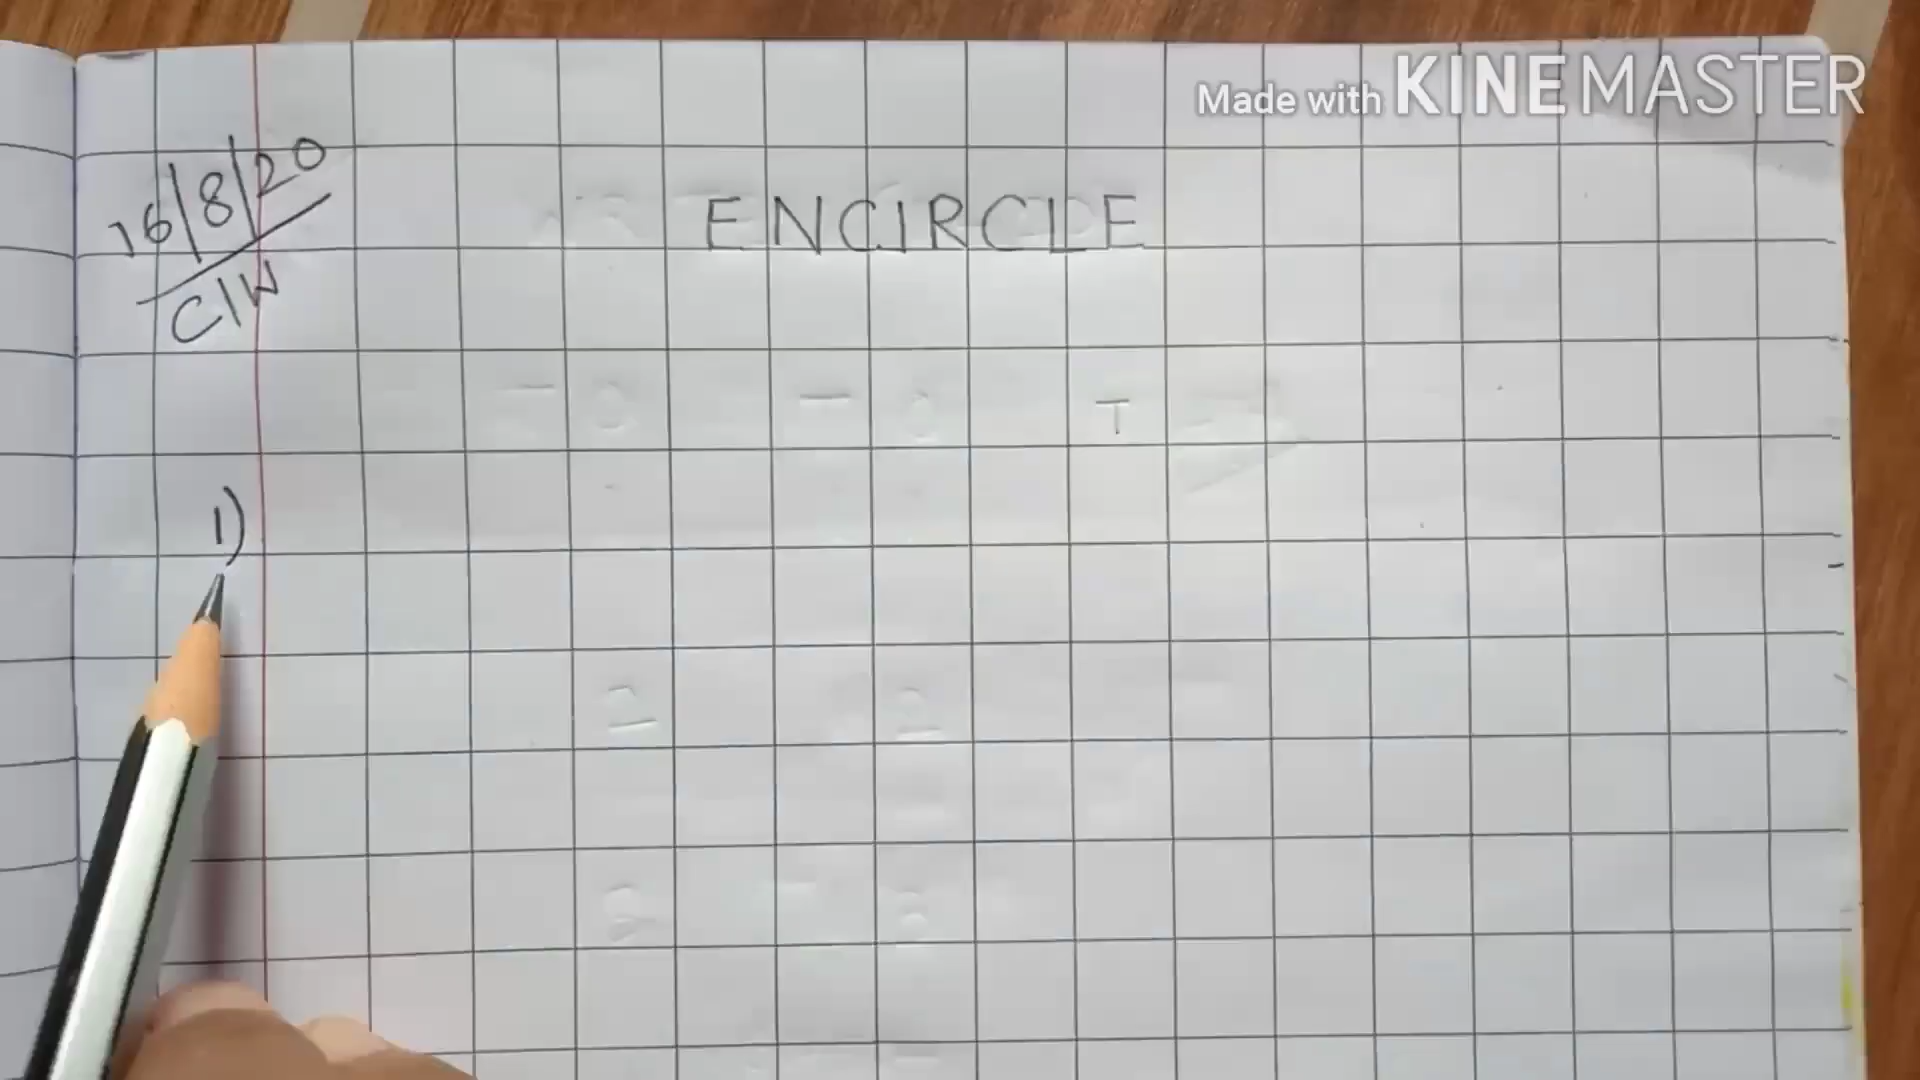 Made with KINEMASTER
16/8/20
ENCIRCLE
C/W
T
1)